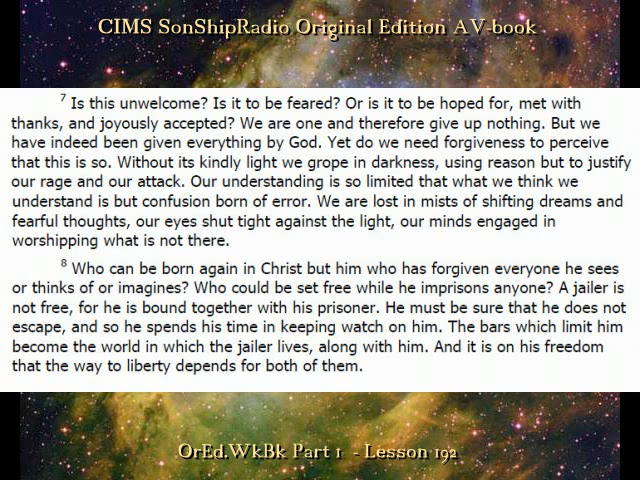 CIMS SonShipRadio Original Edition AV-book
7 Is this unwelcome? Is it to be feared? Or is it to be hoped for, met with
thanks, and joyously accepted? We are one and therefore give up nothing. But we
have indeed been given everything by God. Yet do we need forgiveness to perceive
that this is so. Without its kindly light we grope in darkness, using reason but to justify
our rage and our attack. Our understanding is so limited that what we think we
understand is but confusion born of error. We are lost in mists of shifting dreams and
fearful thoughts, our eyes shut tight against the light, our minds engaged in
worshipping what is not there.
8 Who can be born again in Christ but him who has forgiven everyone he sees
or thinks of or imagines? Who could be set free while he imprisons anyone? A jailer is
not free, for he is bound together with his prisoner. He must be sure that he does not
escape, and so he spends his time in keeping watch on him. The bars which limit him
become the world in which the jailer lives, along with him. And it is on his freedom
that the way to liberty depends for both of them.
OrEd.WkBk Part 1 - Lesson 192